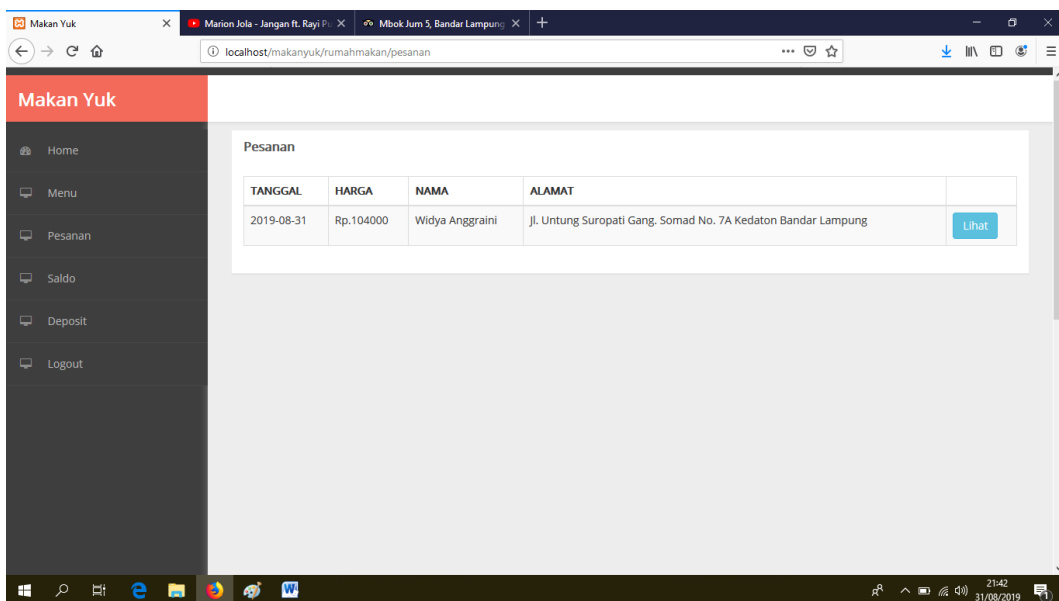 Makan Yuk
Marion Jola - Jangan ft. Rayi Pu
Mbok Jum 5, Bandar Lampung
localhost/makanyuk/rumahmakan/pesanan
Makan Yuk
Home
Menu
Pesanan
Saldo
Deposit
Logout
Pesanan
TANGGAL HARGA NAMA ALAMAT
2019-08-31 Rp.104000 Widya Anggraini Jl. Untung Suropati Gang. Somad No. 7A Kedaton Bandar Lampung Lihat
21:42
31/08/2019